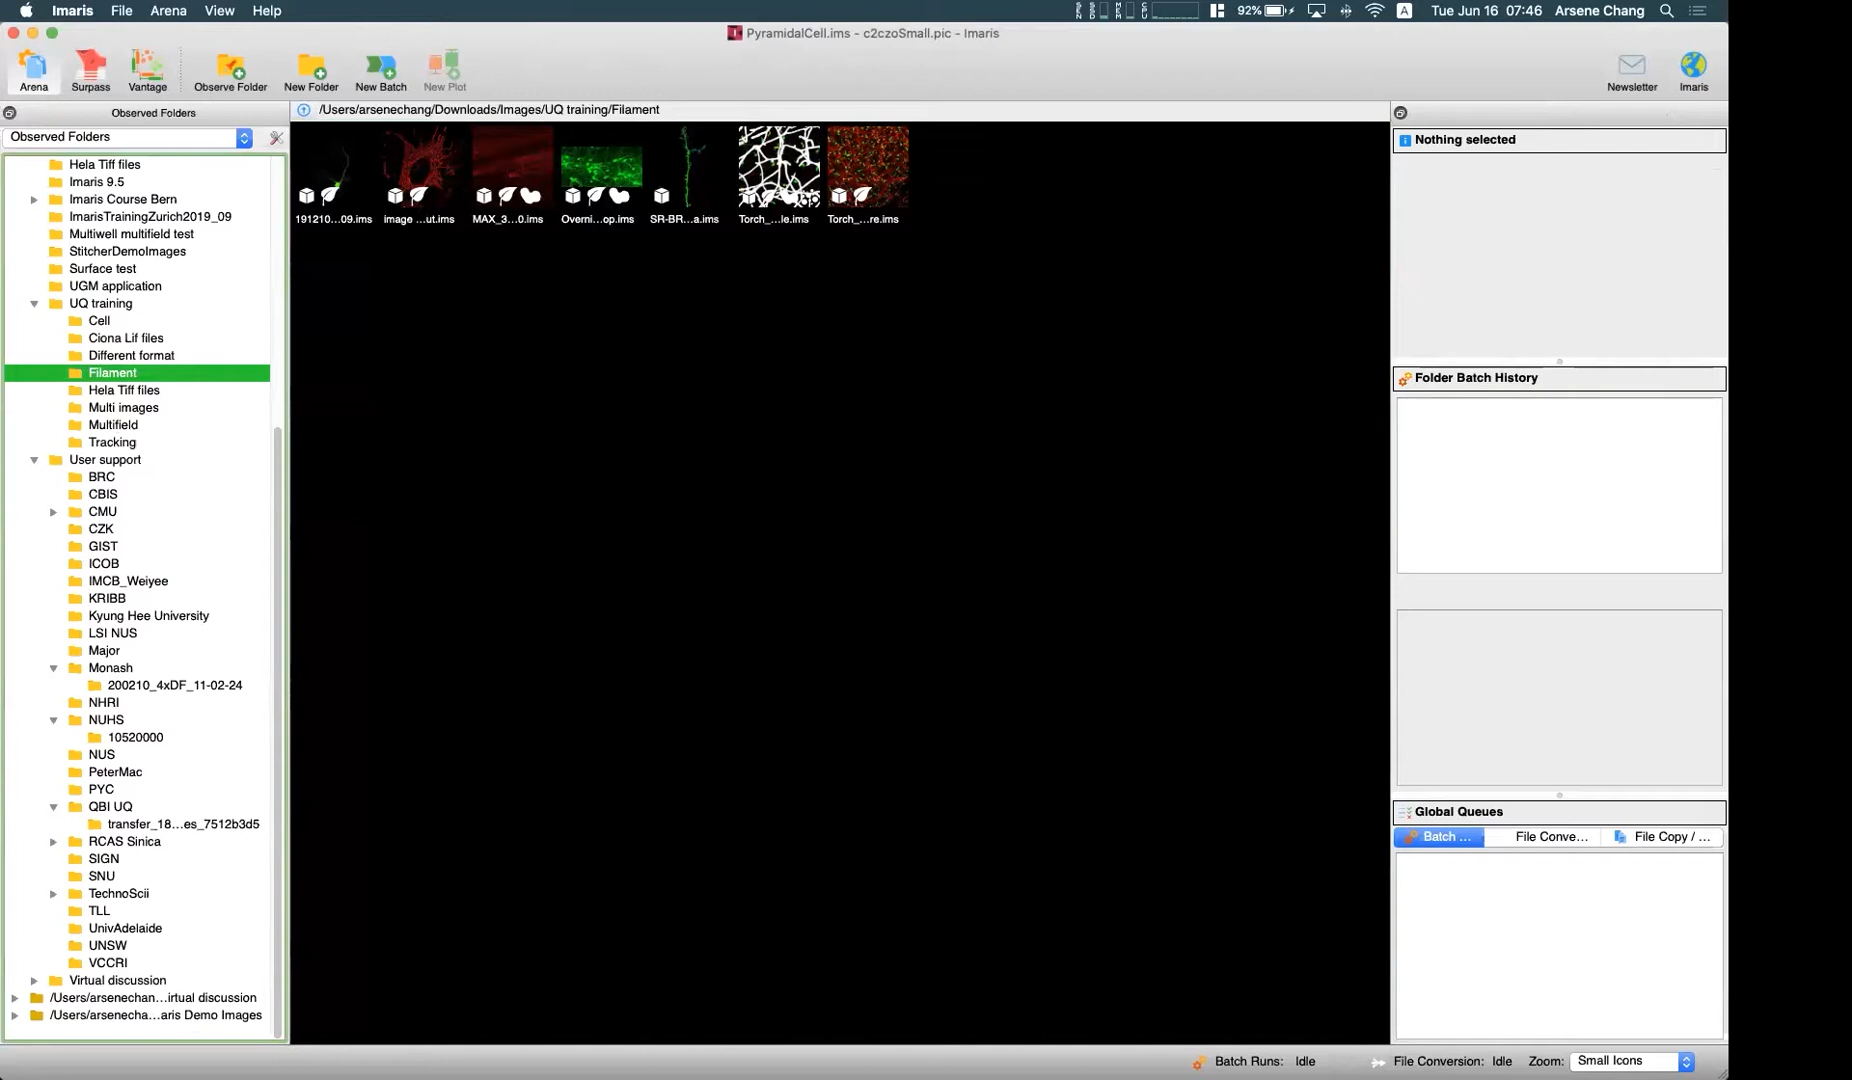 Imaris File Arena View Help
92% A Tue Jun 16 07:46 Arsene Chang
PyramidalCell.ims - c2czoSmall.pic - Imaris
Arena Surpass Vantage Observe Folder New Folder New Batch New Plot Newsletter Imaris
Observed Folders
/Users/arsenechang/Downloads/Images/UQ training/Filament
Observed Folders
Hela Tiff files
Imaris 9.5
Imaris Course Bern
ImarisTrainingZurich2019_09
Multiwell multifield test
StitcherDemoImages
Surface test
UGM application
UQ training
Cell
Ciona Lif files
Different format
Filament
Hela Tiff files
Multi images
Multifield
Tracking
User support
BRC
CBIS
CMU
CZK
GIST
ICOB
IMCB_Weiyee
KRIBB
Kyung Hee University
LSI NUS
Major
Monash
200210_4xDF_11-02-24
NHRI
NUHS
10520000
NUS
PeterMac
PYC
QBI UQ
transfer_18...es_7512b3d5
RCAS Sinica
SIGN
SNU
TechnoScii
TLL
UnivAdelaide
UNSW
VCCRI
Virtual discussion
/Users/arsenechan...irtual discussion
/Users/arsenecha...aris Demo Images
191210...09.ims image ...ut.ims MAX_3...0.ims Overni...op.ims SR-BR...a.ims Torch_...le.ims Torch_...re.ims
Nothing selected
Folder Batch History
Global Queues
Batch ... File Conve... File Copy / ...
Batch Runs: Idle File Conversion: Idle Zoom: Small Icons